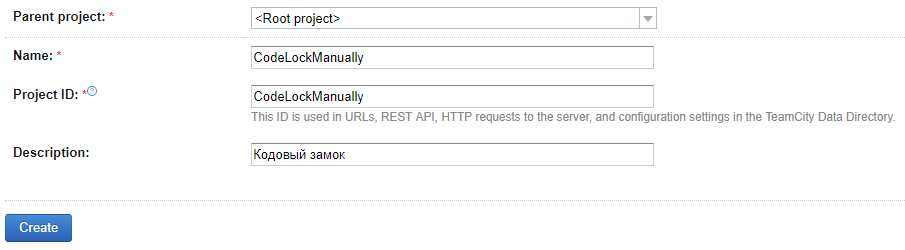 Parent project: * <Root project>
Name: * CodeLockManually
Project ID: * ? CodeLockManually
This ID is used in URLs, REST API, HTTP requests to the server, and configuration settings in the TeamCity Data Directory.
Description: Кодовый замок
Create